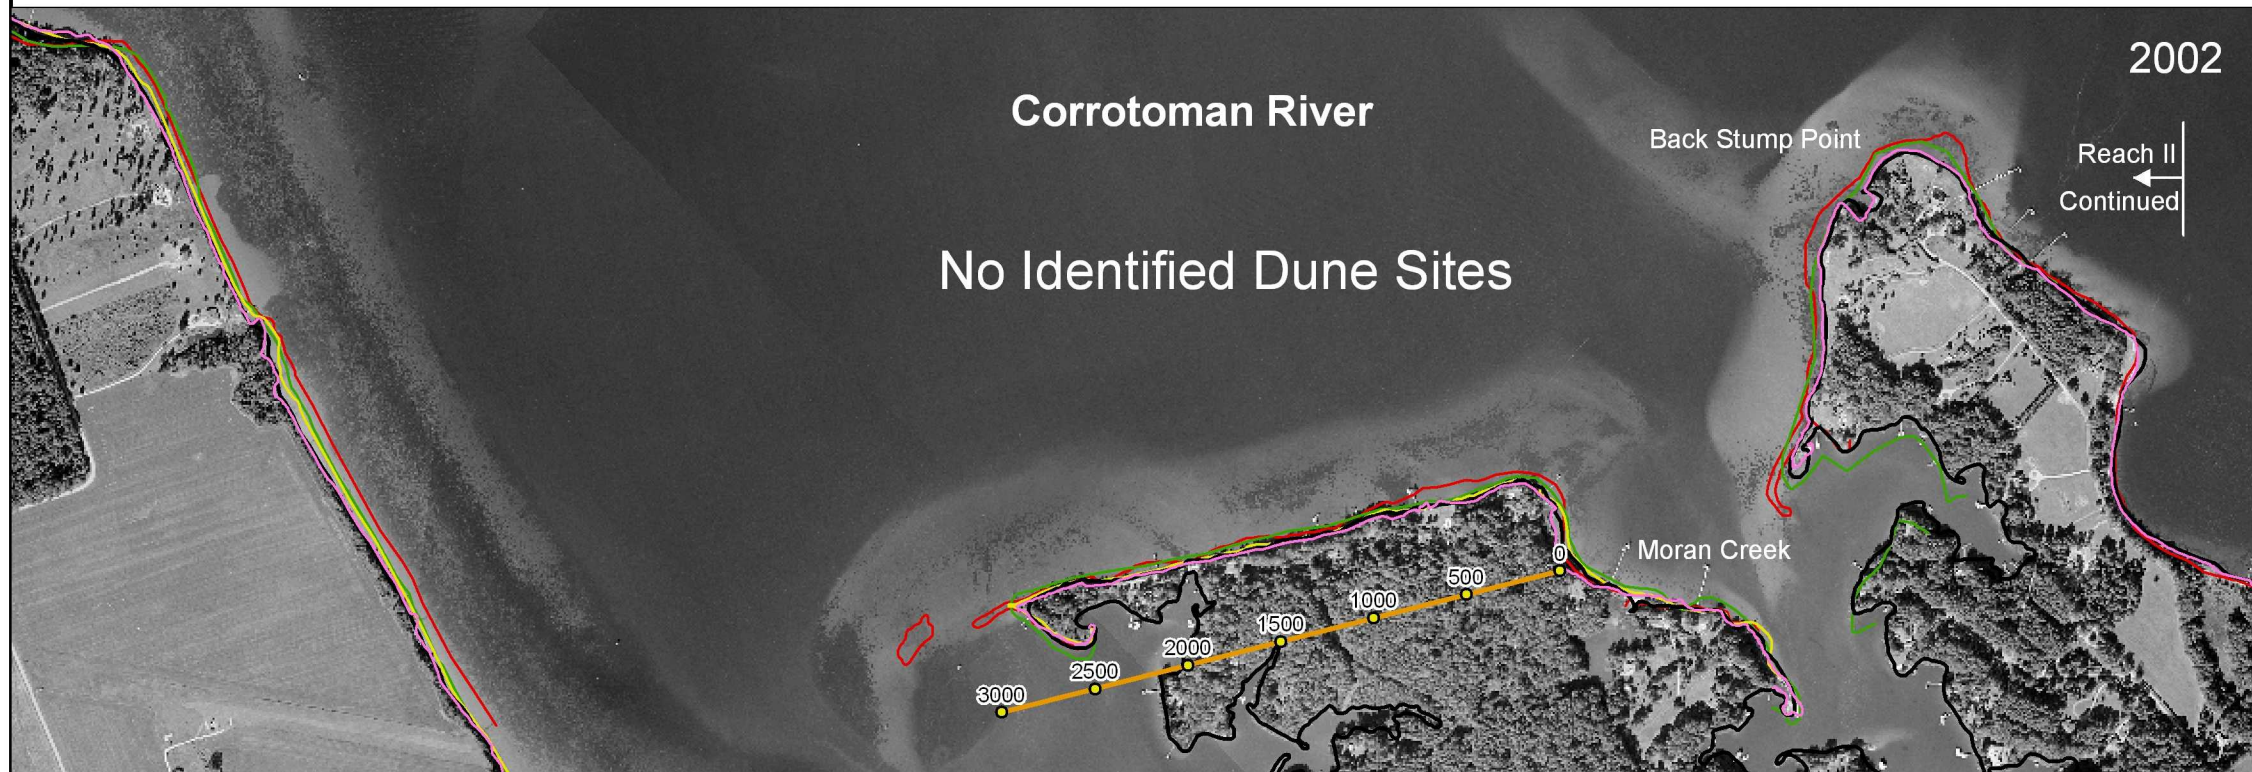 2002
Corrotoman River
Back Stump Point
Reach II
Continued
No Identified Dune Sites
Moran Creek
0
500
1000
1500
2000
2500
3000